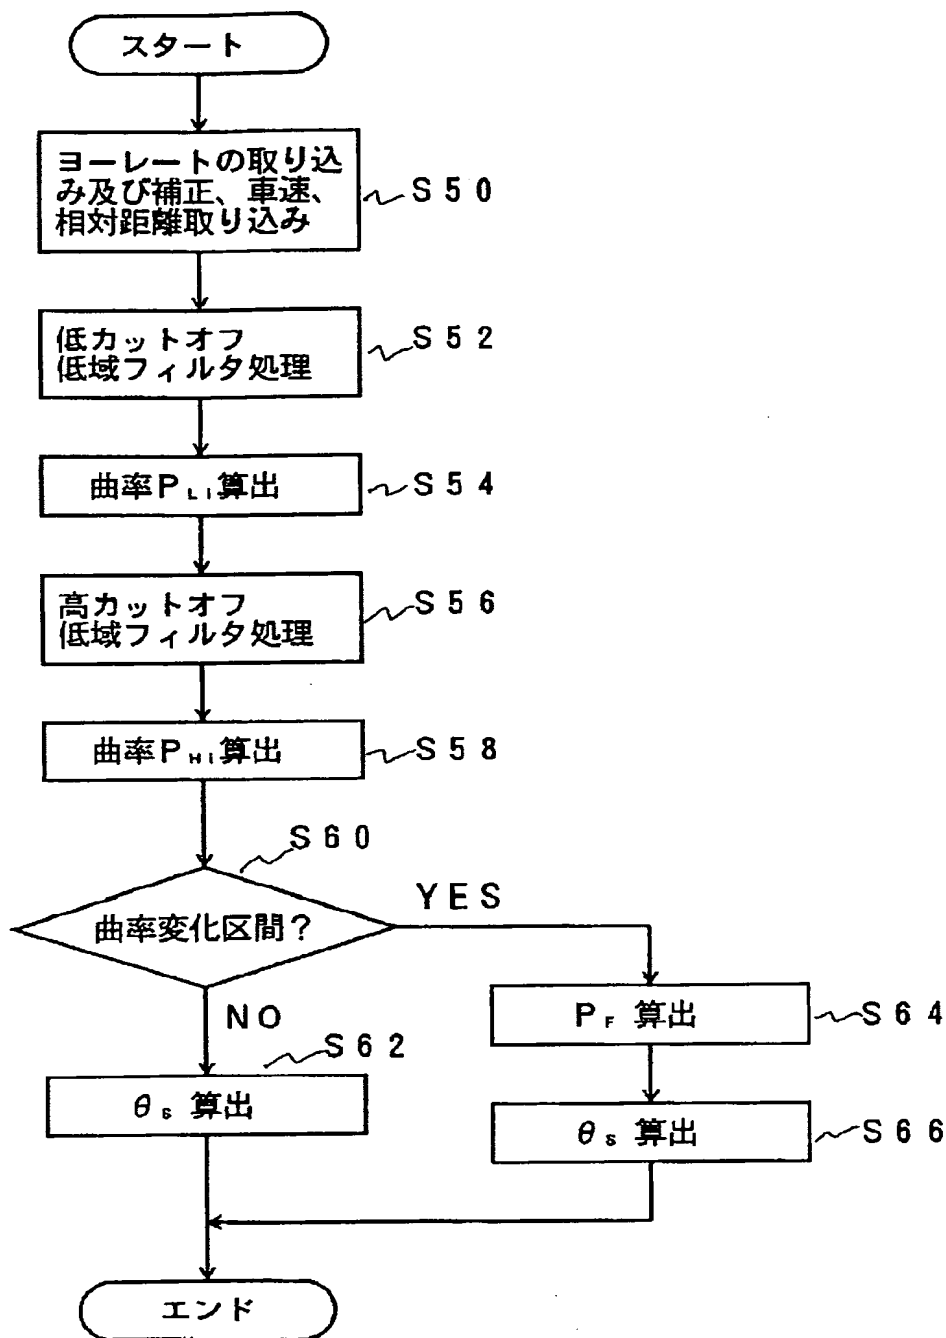 スタート
ヨーレートの取り込
み及び補正、車速、
相対距離取り込み
S50
低カットオフ
低域フィルタ処理
S52
曲率PLi算出
S54
高カットオフ
低域フィルタ処理
S56
曲率PHi算出
S58
S60
曲率変化区間?
YES
NO
PF 算出
S64
S62
θs 算出
θs 算出
S66
エンド